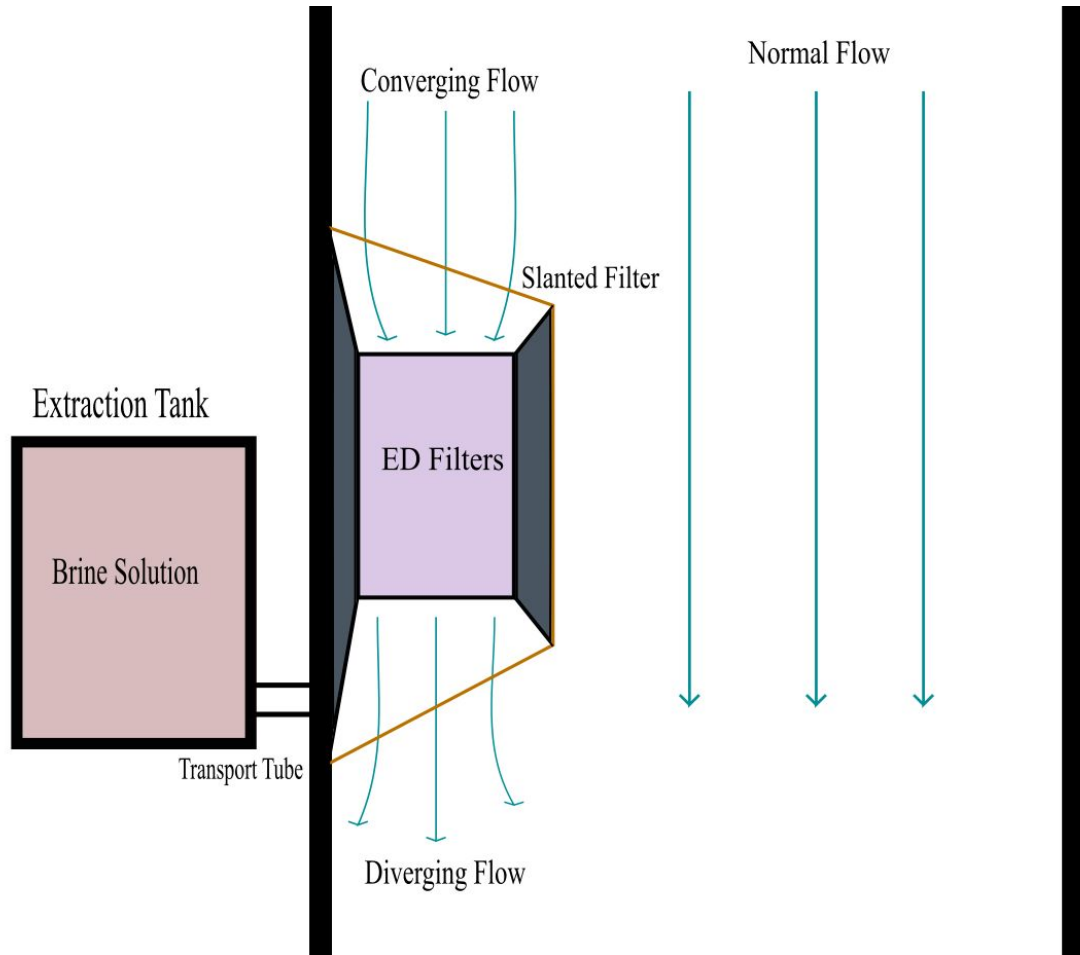 Normal Flow
Converging Flow
Slanted Filter
Extraction Tank
ED Filters
Brine Solution
Transport Tube
Diverging Flow